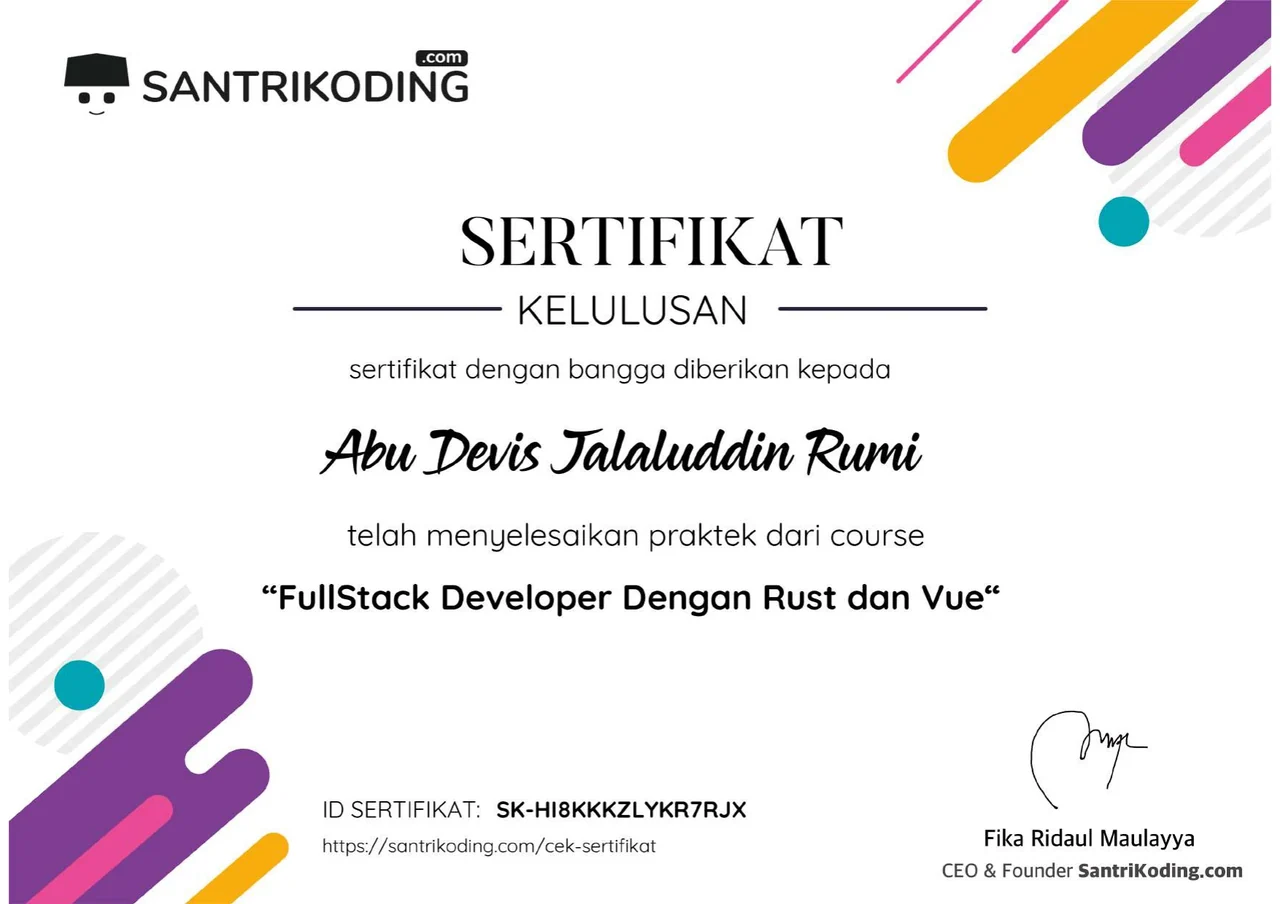 SANTRIKODING
.com
SERTIFIKAT
KELULUSAN
sertifikat dengan bangga diberikan kepada
Abu Devis Jalaluddin Rumi
telah menyelesaikan praktek dari course
“FullStack Developer Dengan Rust dan Vue“
ID SERTIFIKAT: SK-HI8KKKZLYKR7RJX
https://santrikoding.com/cek-sertifikat
Fika Ridaul Maulayya
CEO & Founder SantriKoding.com